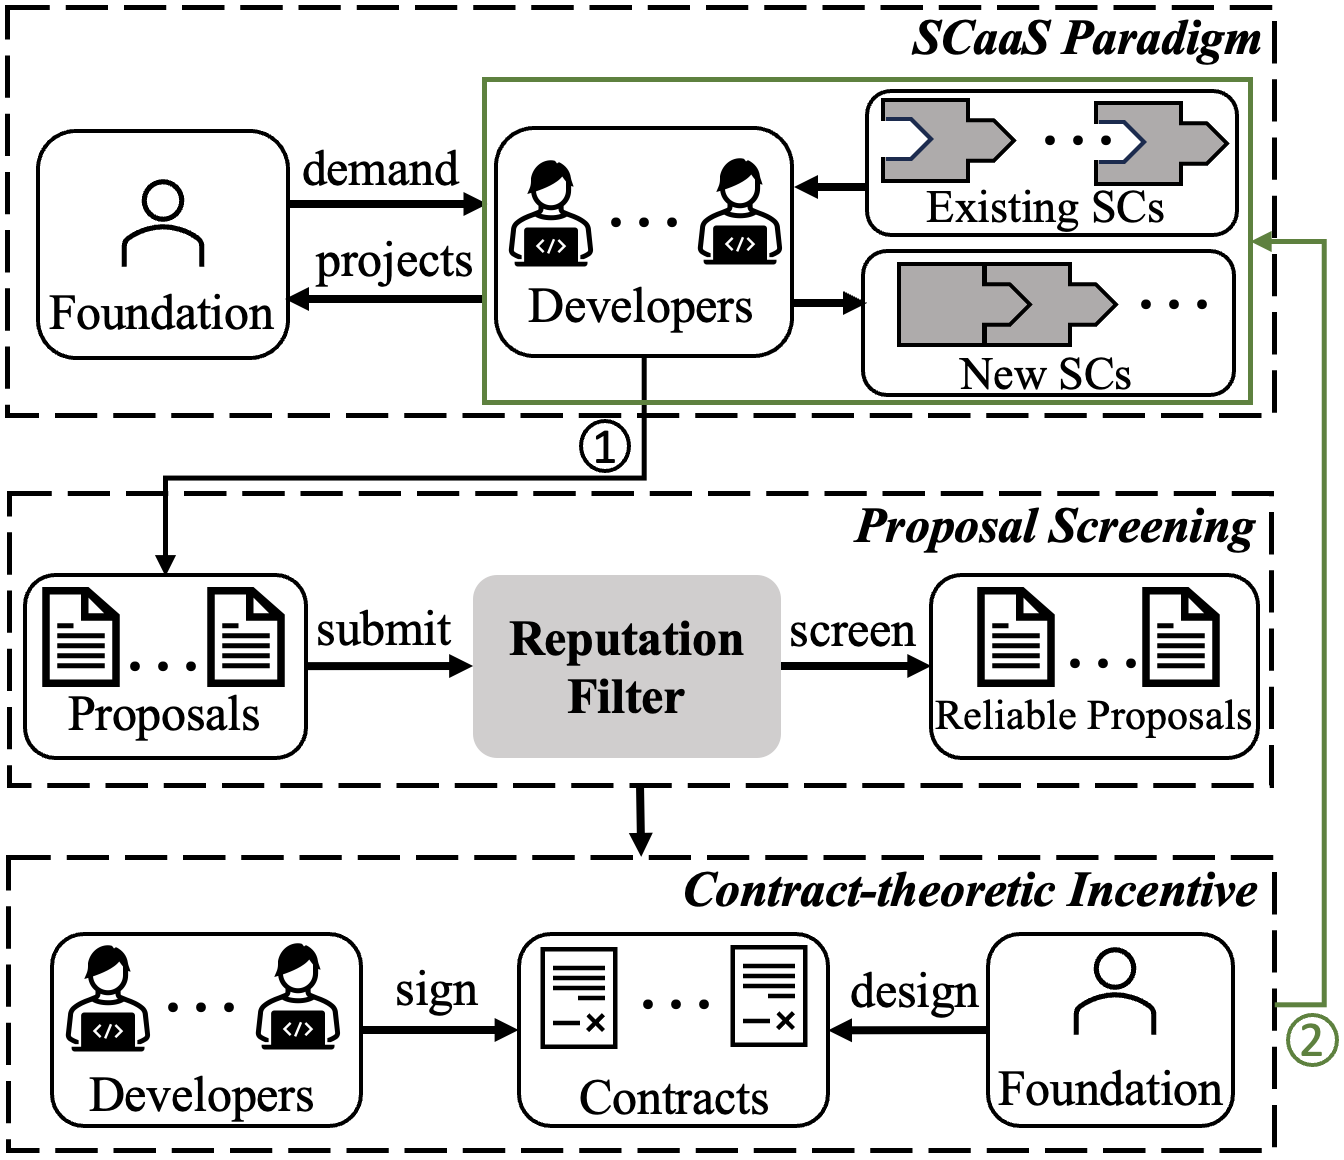 SCaaS Paradigm
demand
projects
Foundation
</>
</>
Developers
Existing SCs
New SCs
①
Proposal Screening
submit
screen
Proposals
Reputation
Filter
Reliable Proposals
Contract-theoretic Incentive
sign
design
</>
</>
Developers
Contracts
Foundation
②